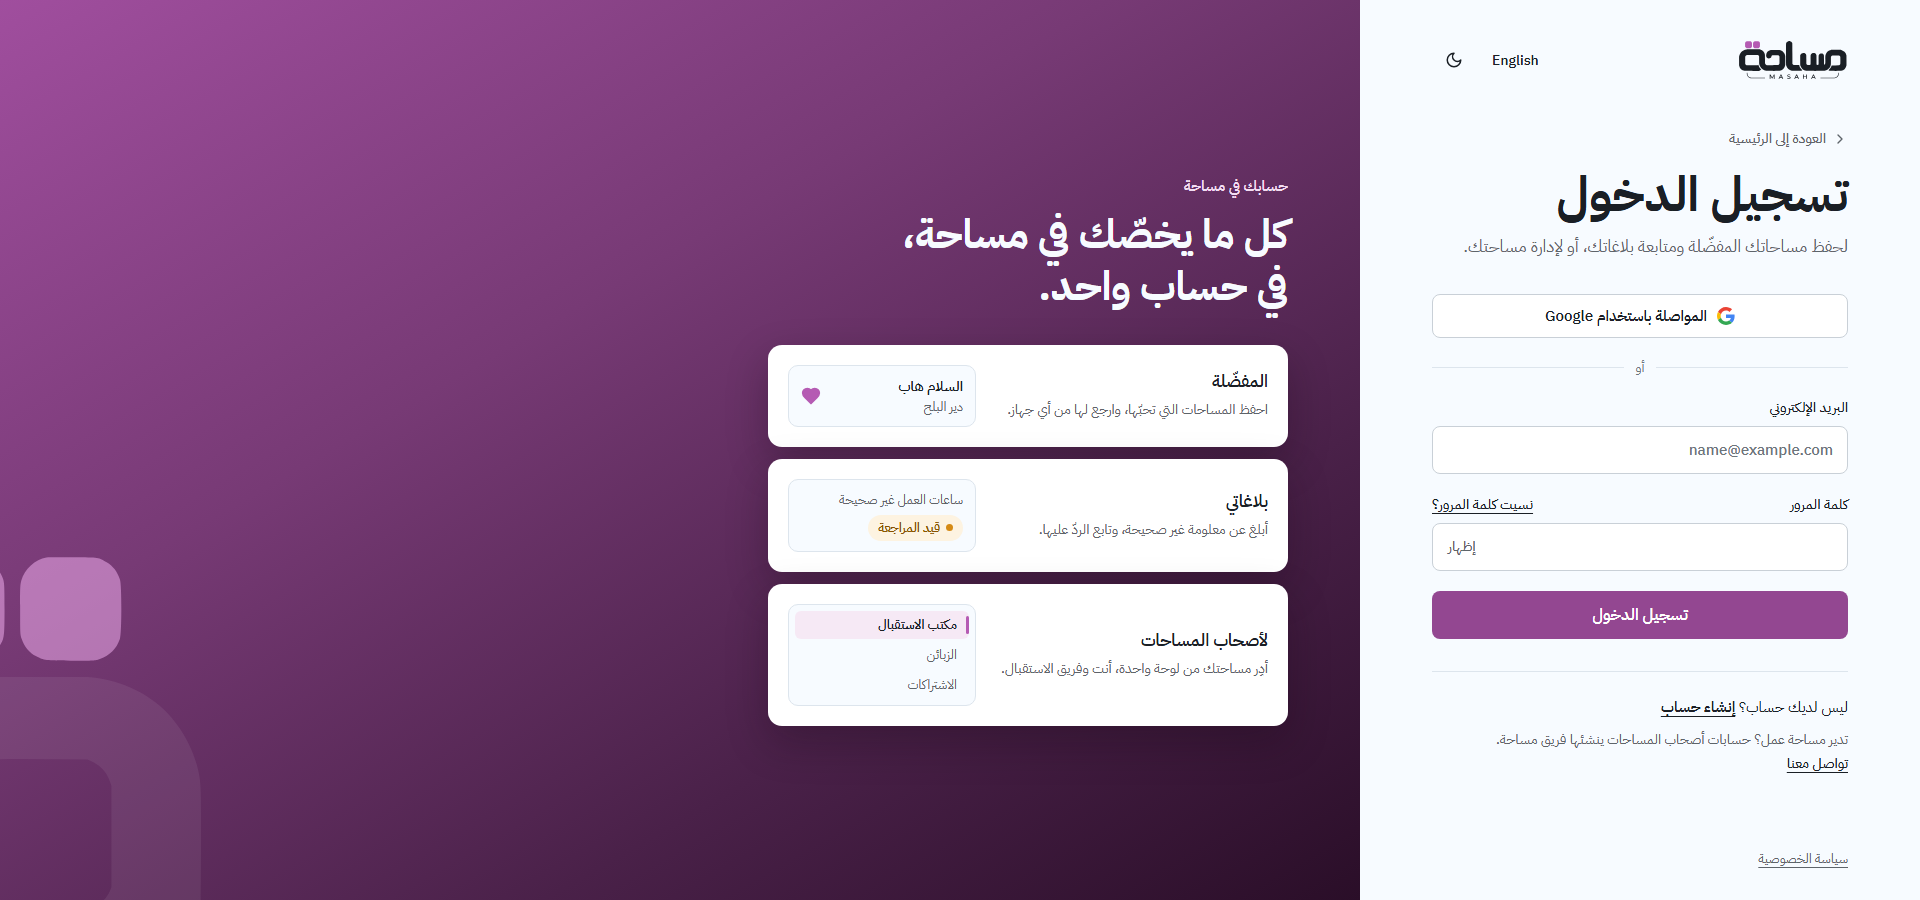 مساحة
MASAHA
English
العودة إلى الرئيسية
تسجيل الدخول
لحفظ مساحاتك المفضّلة ومتابعة بلاغاتك، أو لإدارة مساحتك.
المواصلة باستخدام Google
أو
البريد الإلكتروني
name@example.com
كلمة المرور
نسيت كلمة المرور؟
إظهار
تسجيل الدخول
ليس لديك حساب؟ إنشاء حساب
تدير مساحة عمل؟ حسابات أصحاب المساحات ينشئها فريق مساحة.
تواصل معنا
سياسة الخصوصية
حسابك في مساحة
كل ما يخصّك في مساحة،
في حساب واحد.
المفضّلة
احفظ المساحات التي تحبّها، وارجع لها من أي جهاز.
السلام هاب
دير البلح
بلاغاتي
أبلغ عن معلومة غير صحيحة، وتابع الردّ عليها.
ساعات العمل غير صحيحة
قيد المراجعة
لأصحاب المساحات
أدِر مساحتك من لوحة واحدة، أنت وفريق الاستقبال.
مكتب الاستقبال
الزبائن
الاشتراكات